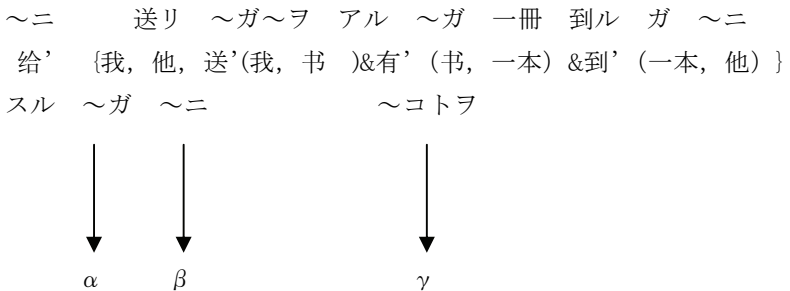 ～ニ 送リ ～ガ～ヲ アル ～ガ 一冊 到ル ガ ～ニ
给’ {我，他，送’(我，书 )&有’（书，一本）&到’（一本，他）}
スル ～ガ ～ニ ～コトヲ
α β γ